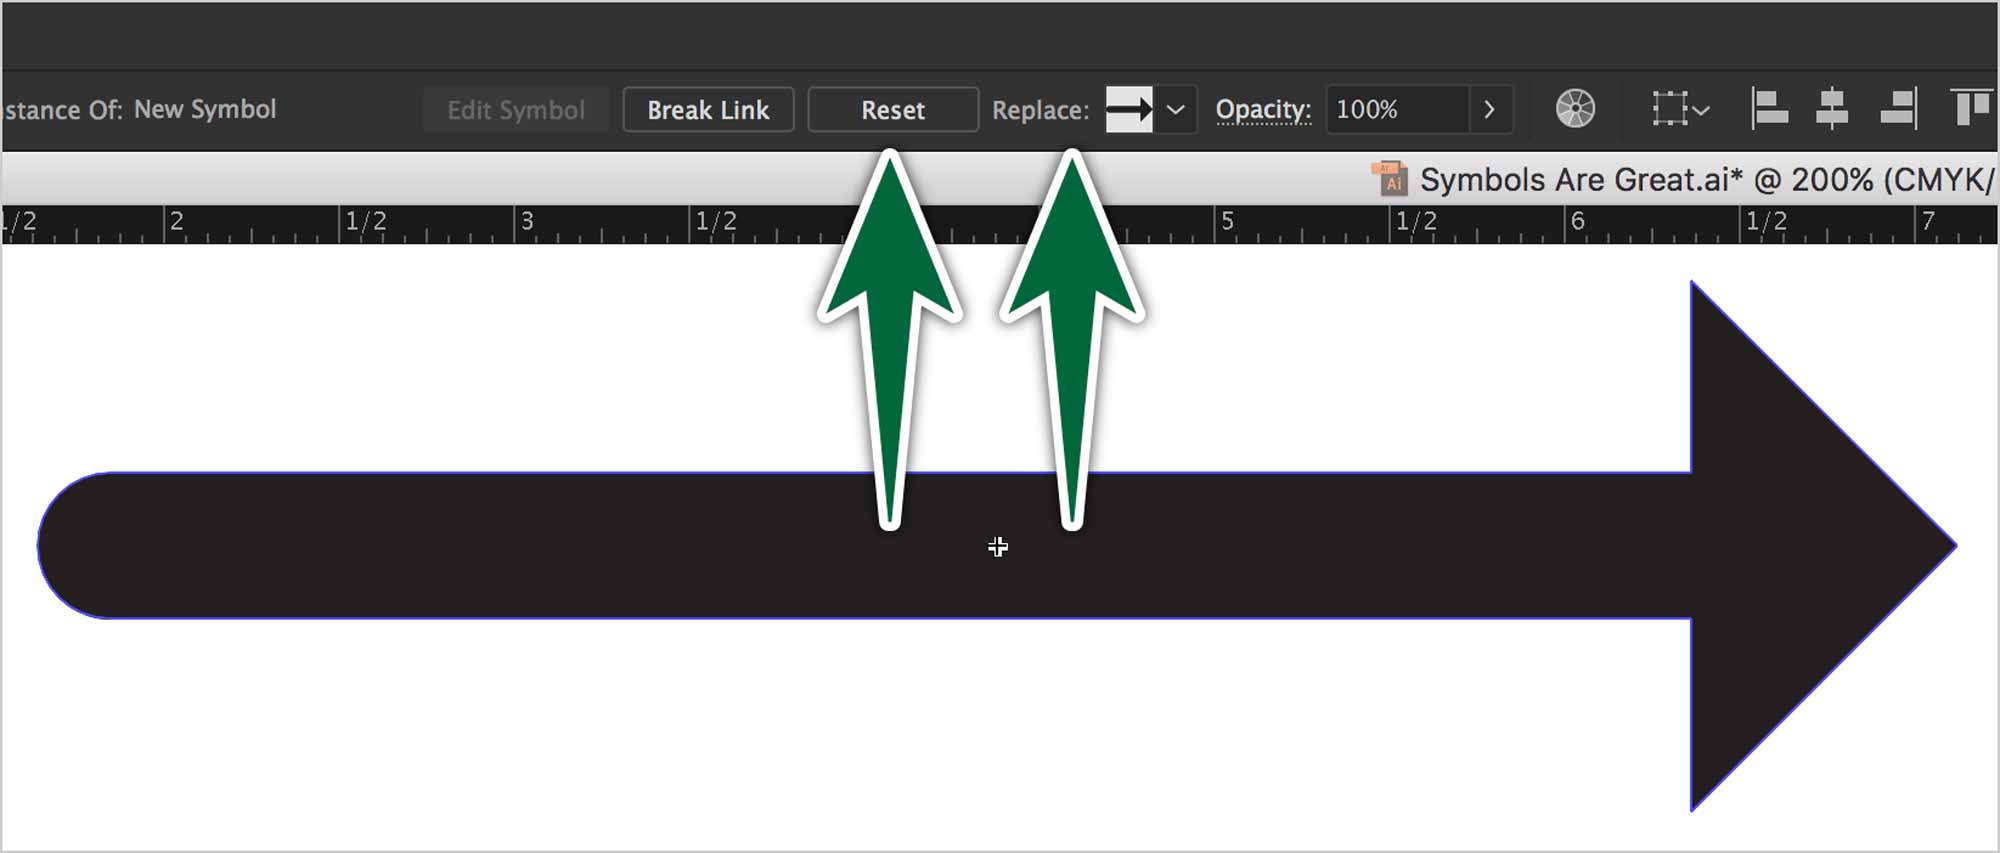 stance Of: New Symbol Edit Symbol Break Link Reset Replace: Opacity: 100%
Ai Symbols Are Great.ai* @ 200% (CMYK/
1/2 2 1/2 3 1/2 5 1/2 6 1/2 7